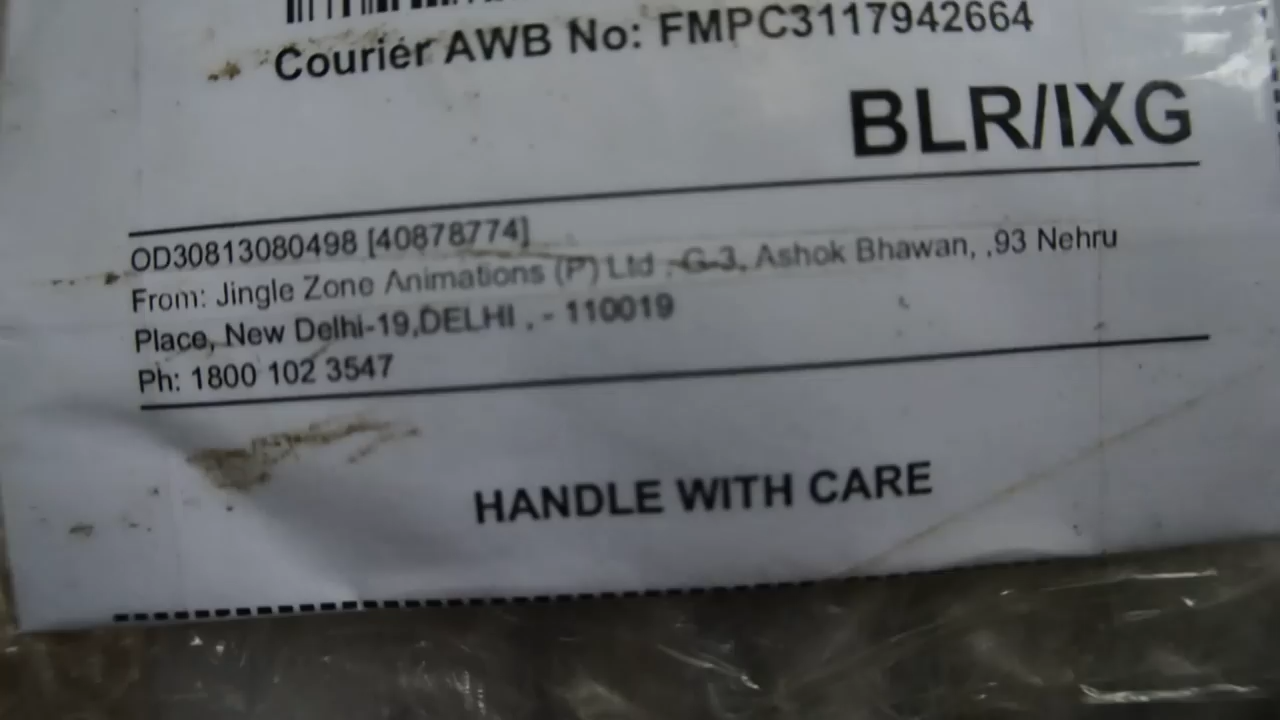 Courier AWB No: FMPC3117942664
BLR/IXG
OD30813080498 [40878774]
From: Jingle Zone Animations (P) Ltd , G-3, Ashok Bhawan, ,93 Nehru
Place, New Delhi-19,DELHI , - 110019
Ph: 1800 102 3547
HANDLE WITH CARE